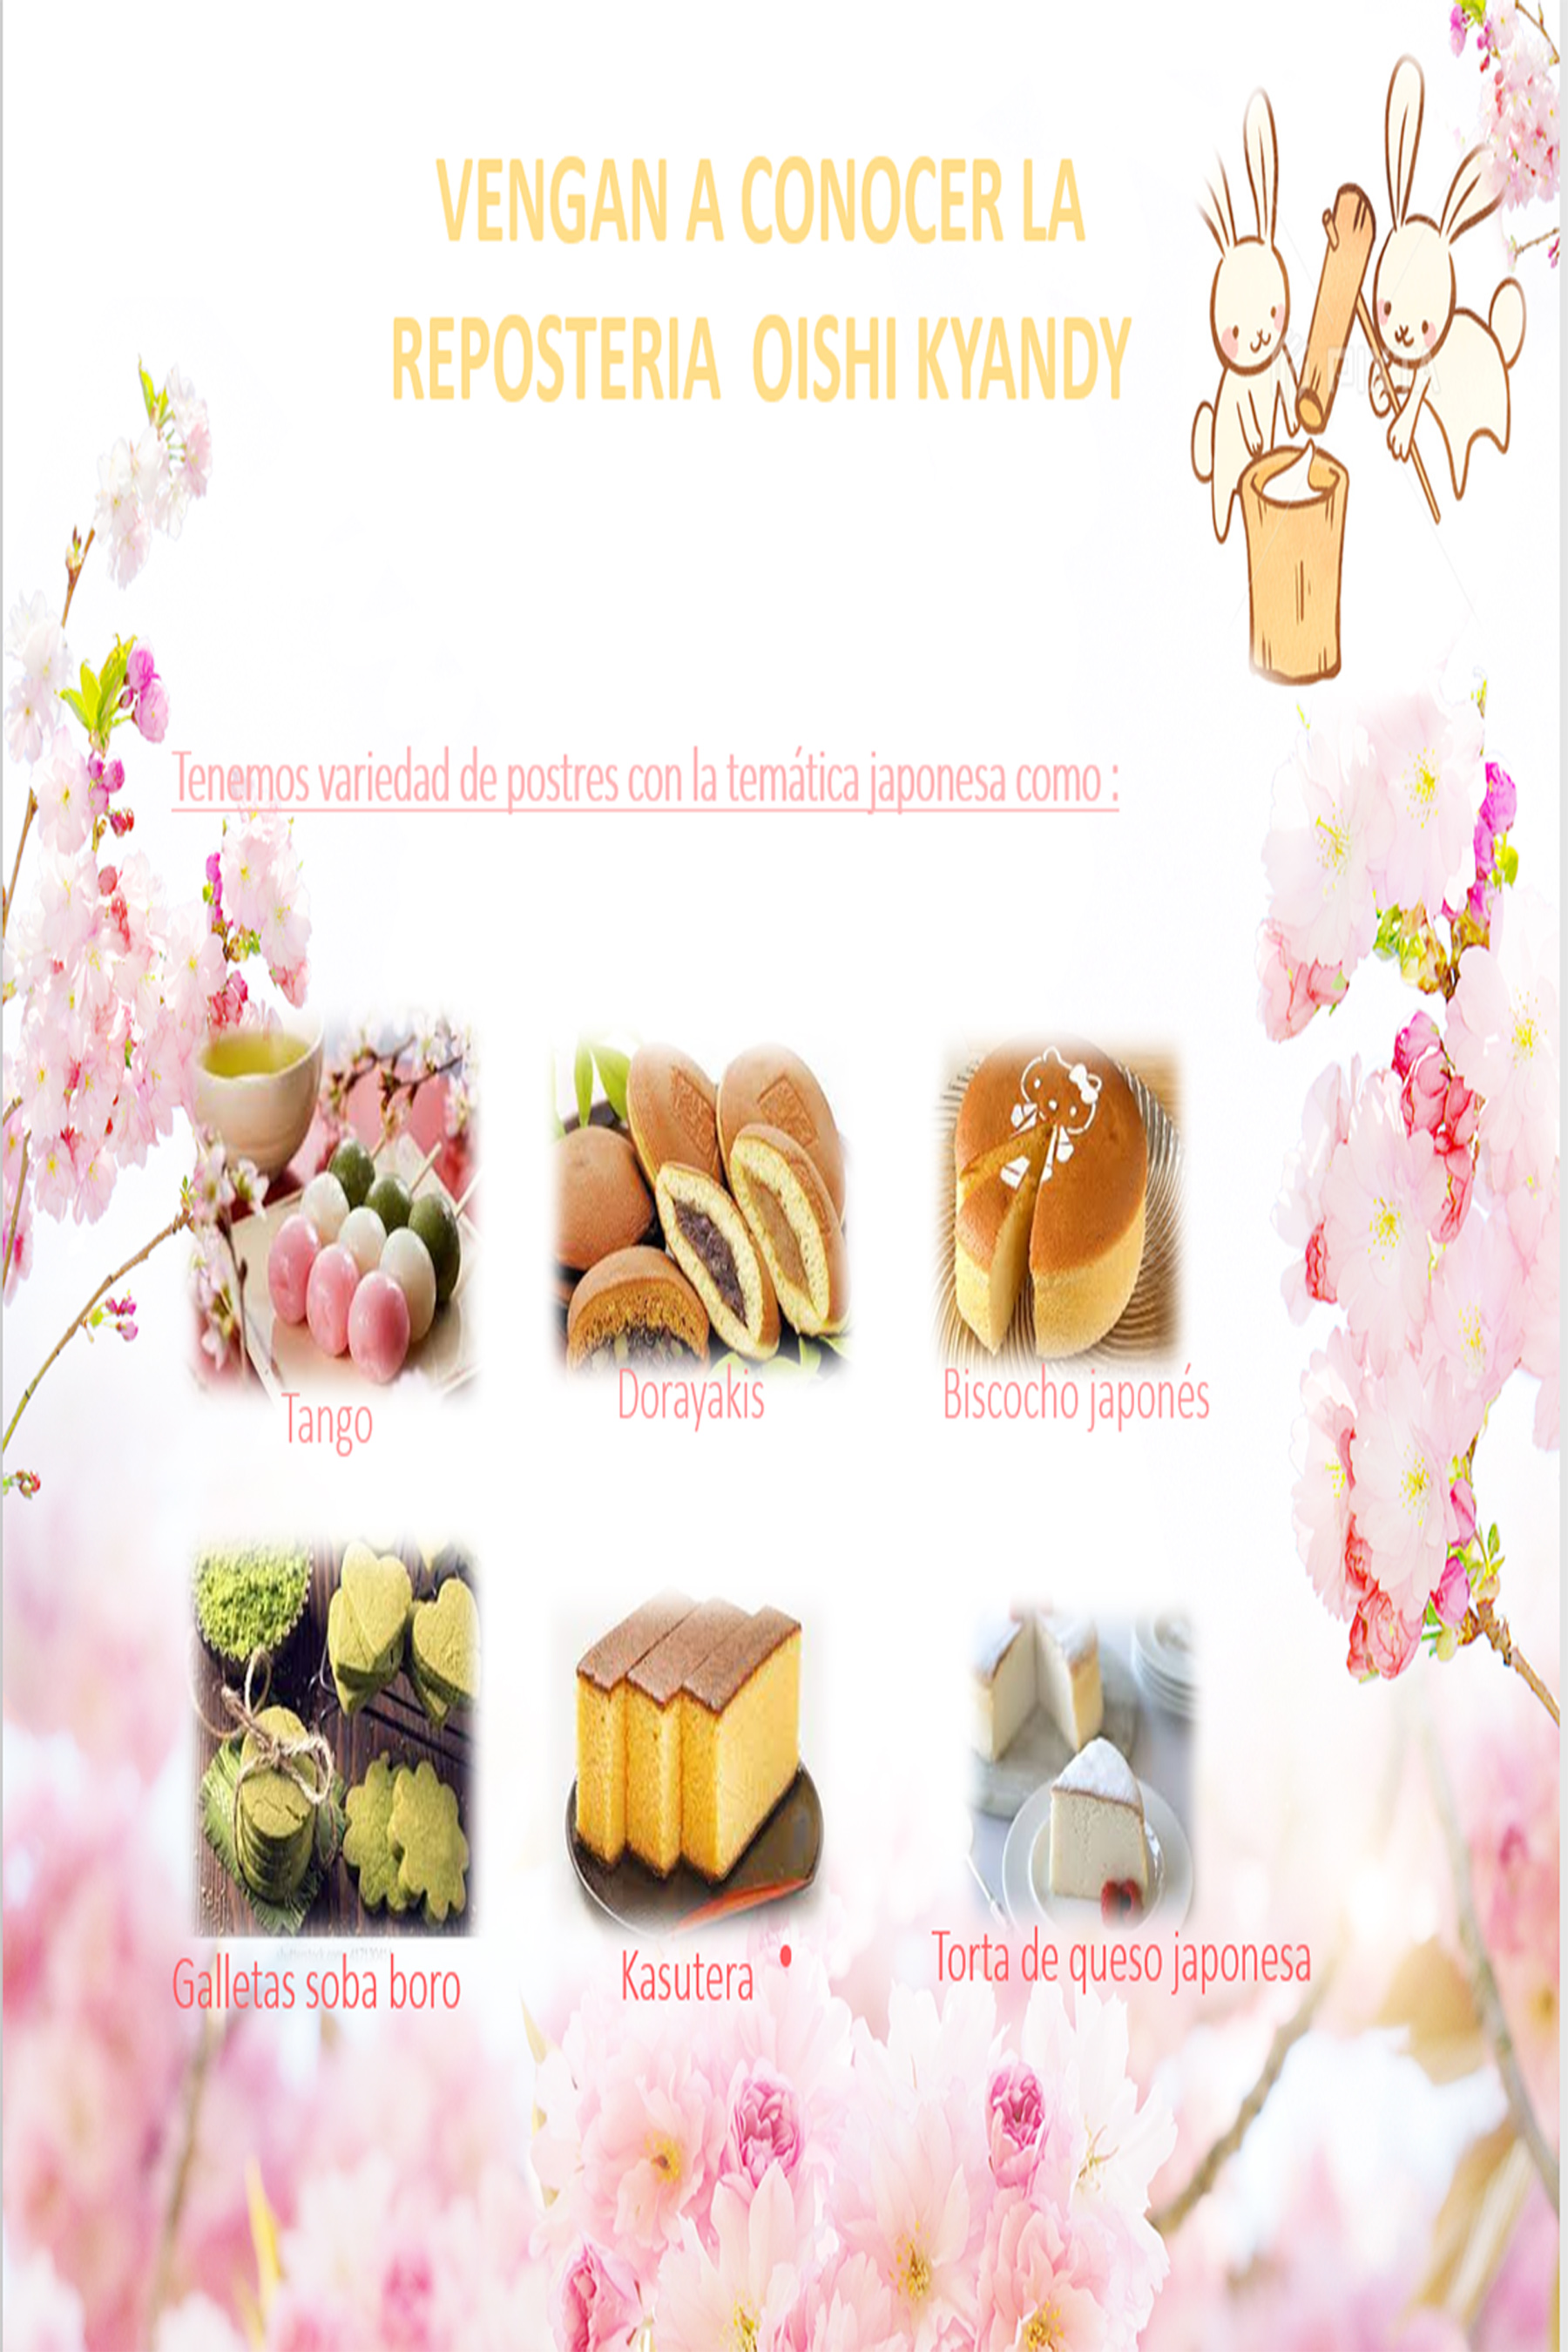 VENGAN A CONOCER LA
REPOSTERIA OISHI KYANDY
Tenemos variedad de postres con la temática japonesa como :
Tango
Dorayakis
Biscocho japonés
Galletas soba boro
Kasutera
Torta de queso japonesa